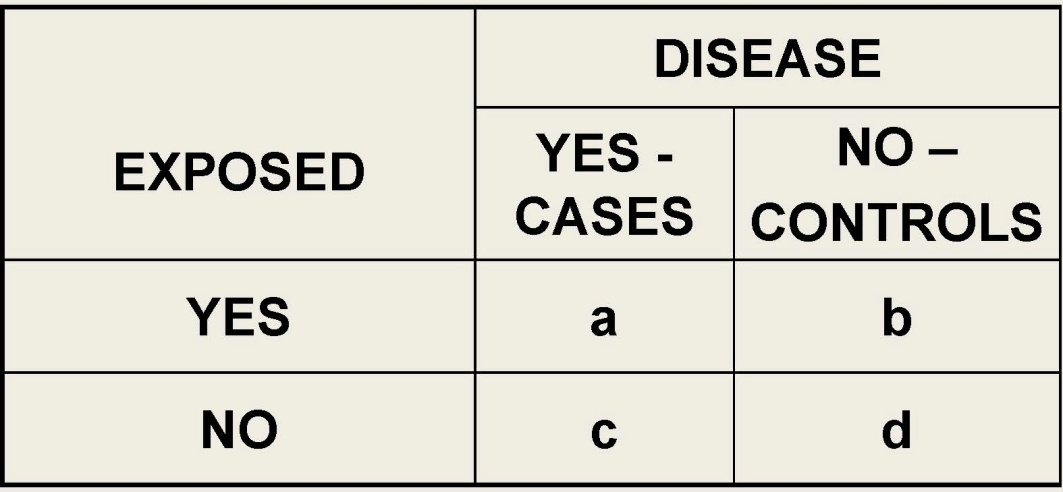 DISEASE
EXPOSED
YES -
CASES
NO –
CONTROLS
YES
a
b
NO
c
d